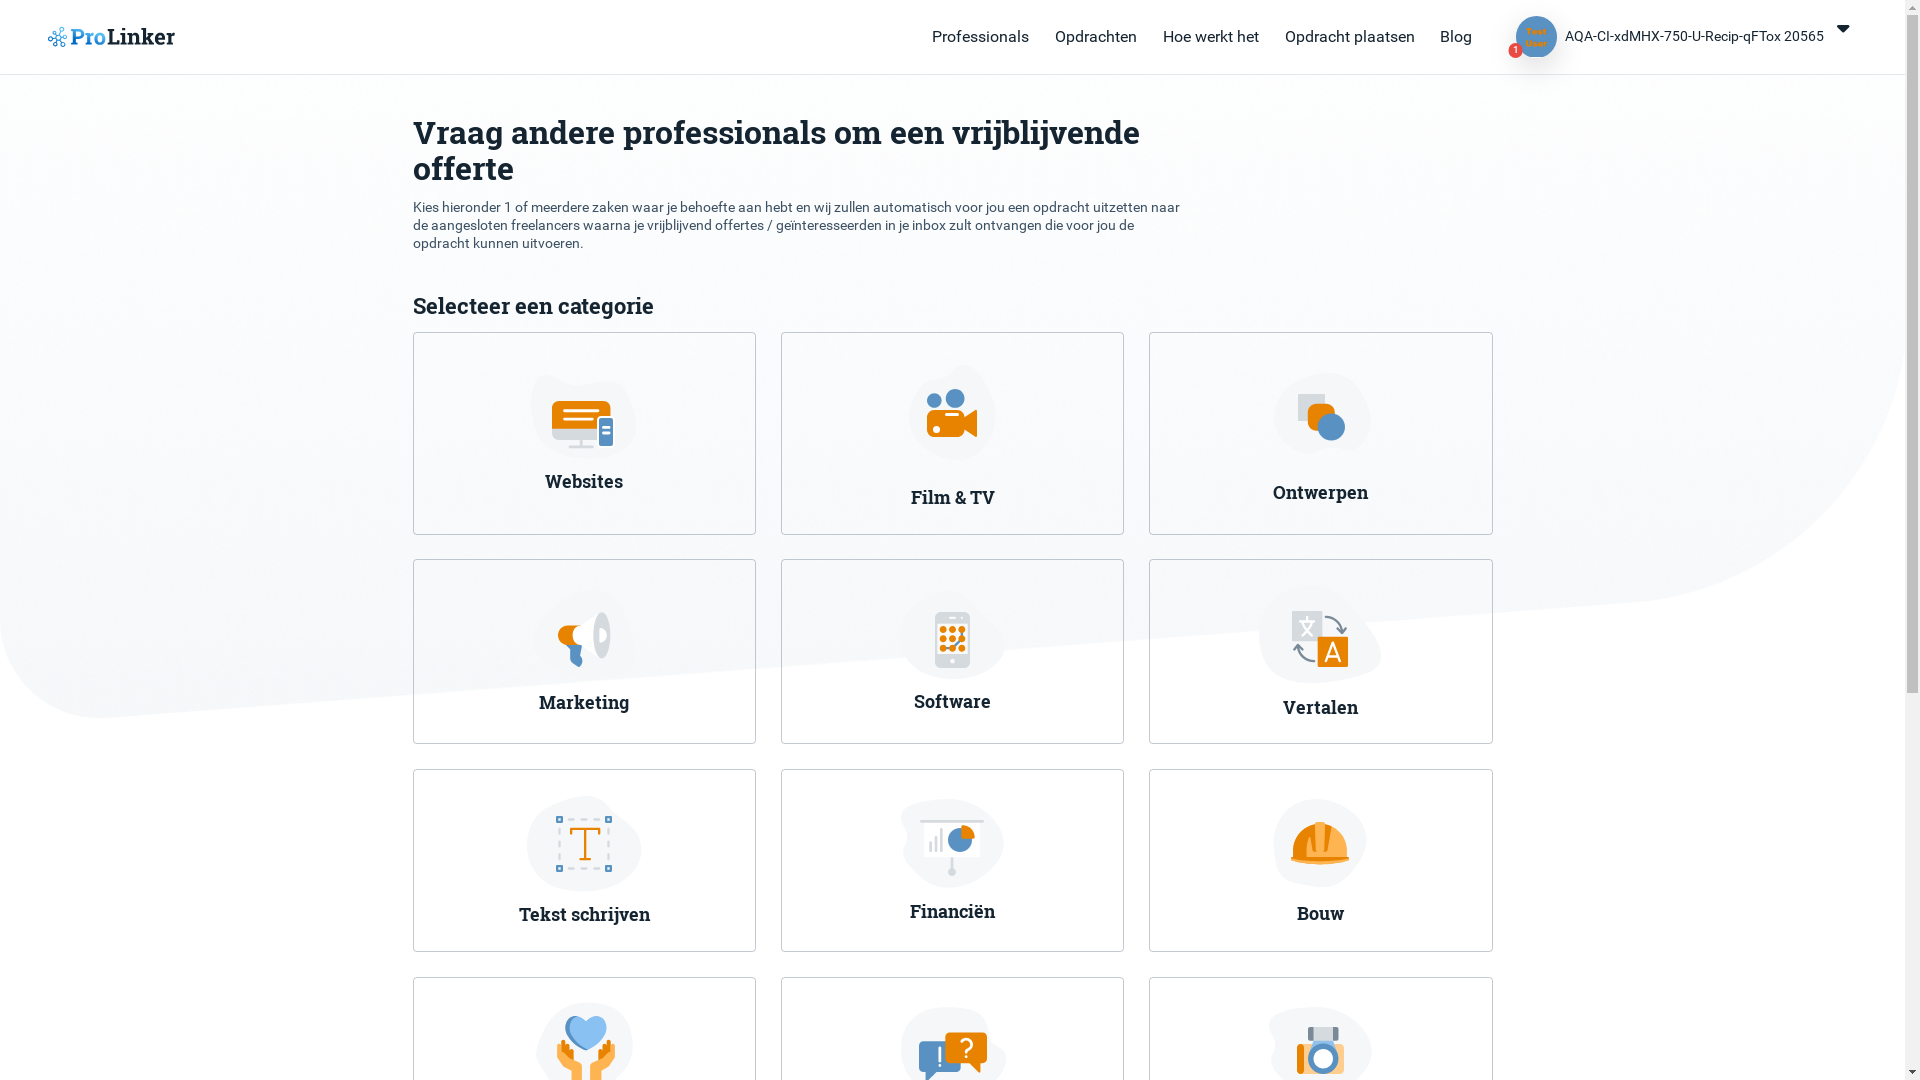 ProLinker
Professionals
Opdrachten
Hoe werkt het
Opdracht plaatsen
Blog
Test
User
1
AQA-CI-xdMHX-750-U-Recip-qFTox 20565
Vraag andere professionals om een vrijblijvende
offerte
Kies hieronder 1 of meerdere zaken waar je behoefte aan hebt en wij zullen automatisch voor jou een opdracht uitzetten naar
de aangesloten freelancers waarna je vrijblijvend offertes / geïnteresseerden in je inbox zult ontvangen die voor jou de
opdracht kunnen uitvoeren.
Selecteer een categorie
Websites
Film & TV
Ontwerpen
Marketing
Software
文
A
Vertalen
T
Tekst schrijven
Financiën
Bouw
!
?